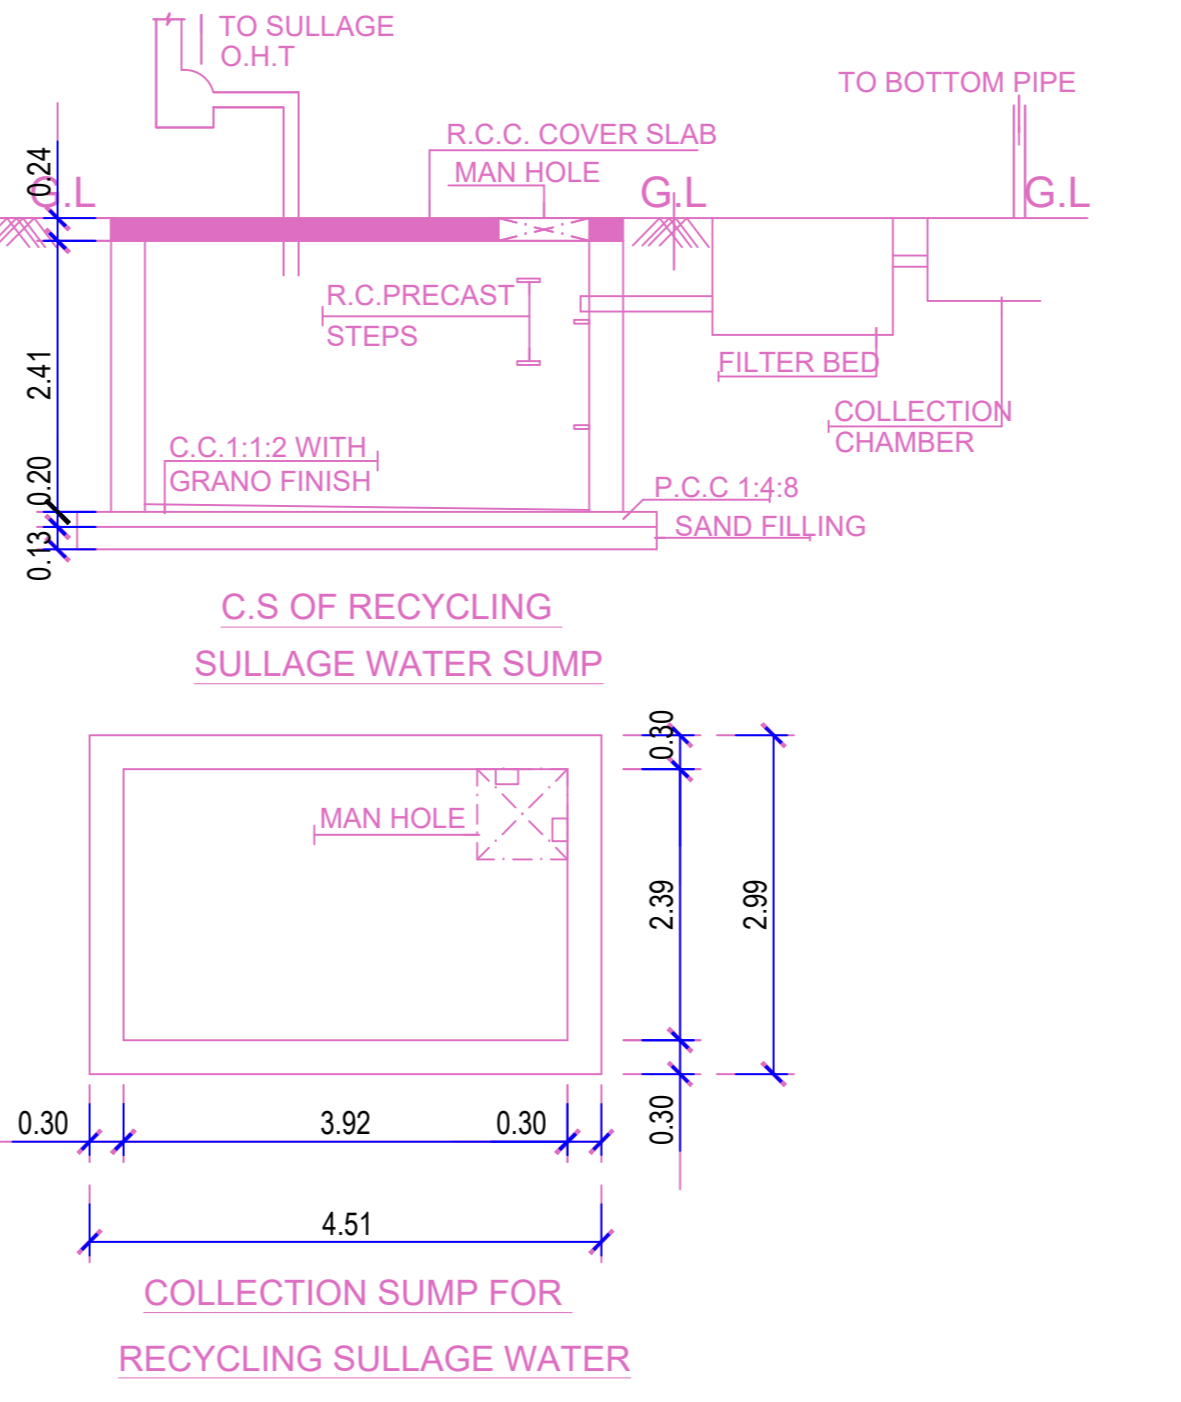 TO SULLAGE
O.H.T
TO BOTTOM PIPE
R.C.C. COVER SLAB
MAN HOLE
0.24
G.L
G.L
G.L
R.C.PRECAST
STEPS
2.41
FILTER BED
COLLECTION
CHAMBER
C.C.1:1:2 WITH
GRANO FINISH
0.20
P.C.C 1:4:8
SAND FILLING
0.13
C.S OF RECYCLING
SULLAGE WATER SUMP
0.30
MAN HOLE
2.39
2.99
0.30
0.30
3.92
0.30
4.51
COLLECTION SUMP FOR
RECYCLING SULLAGE WATER